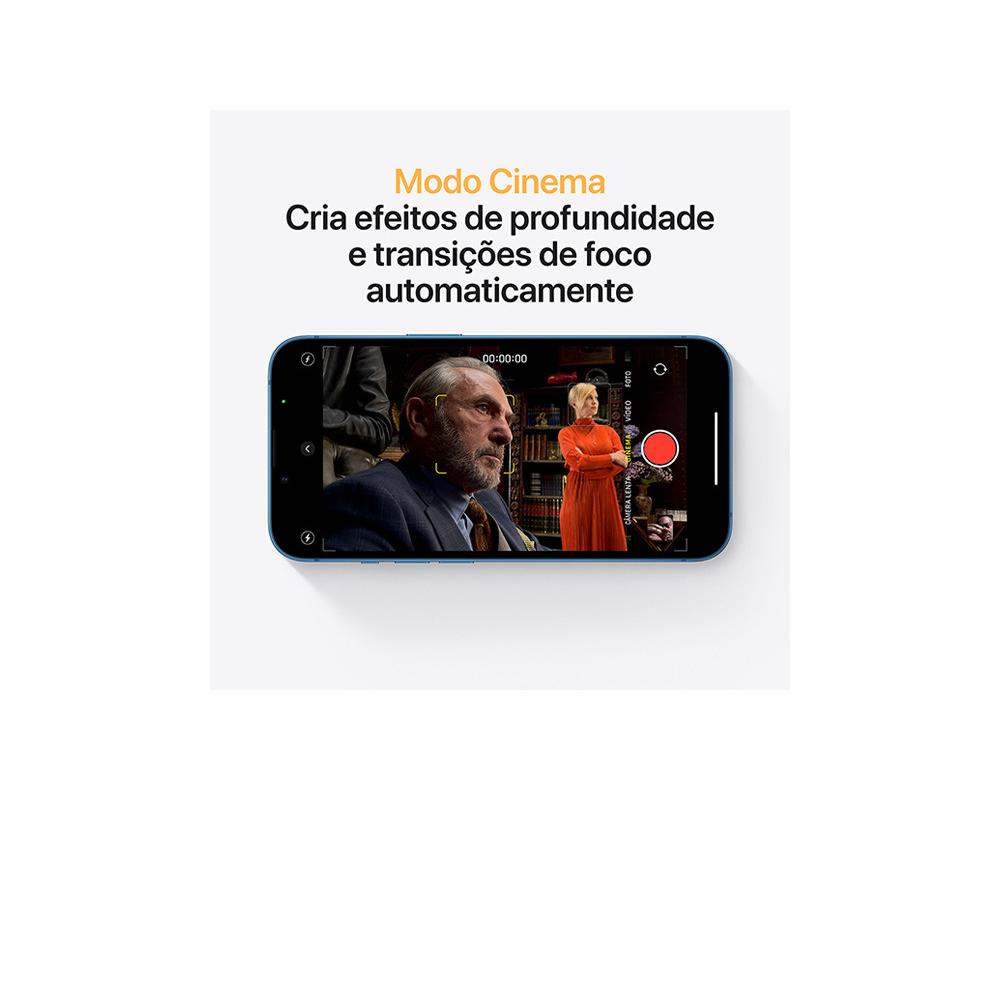 Modo Cinema
Cria efeitos de profundidade
e transições de foco
automaticamente
00:00:00
FOTO
VÍDEO
CINEMA
CÂMERA LENTA